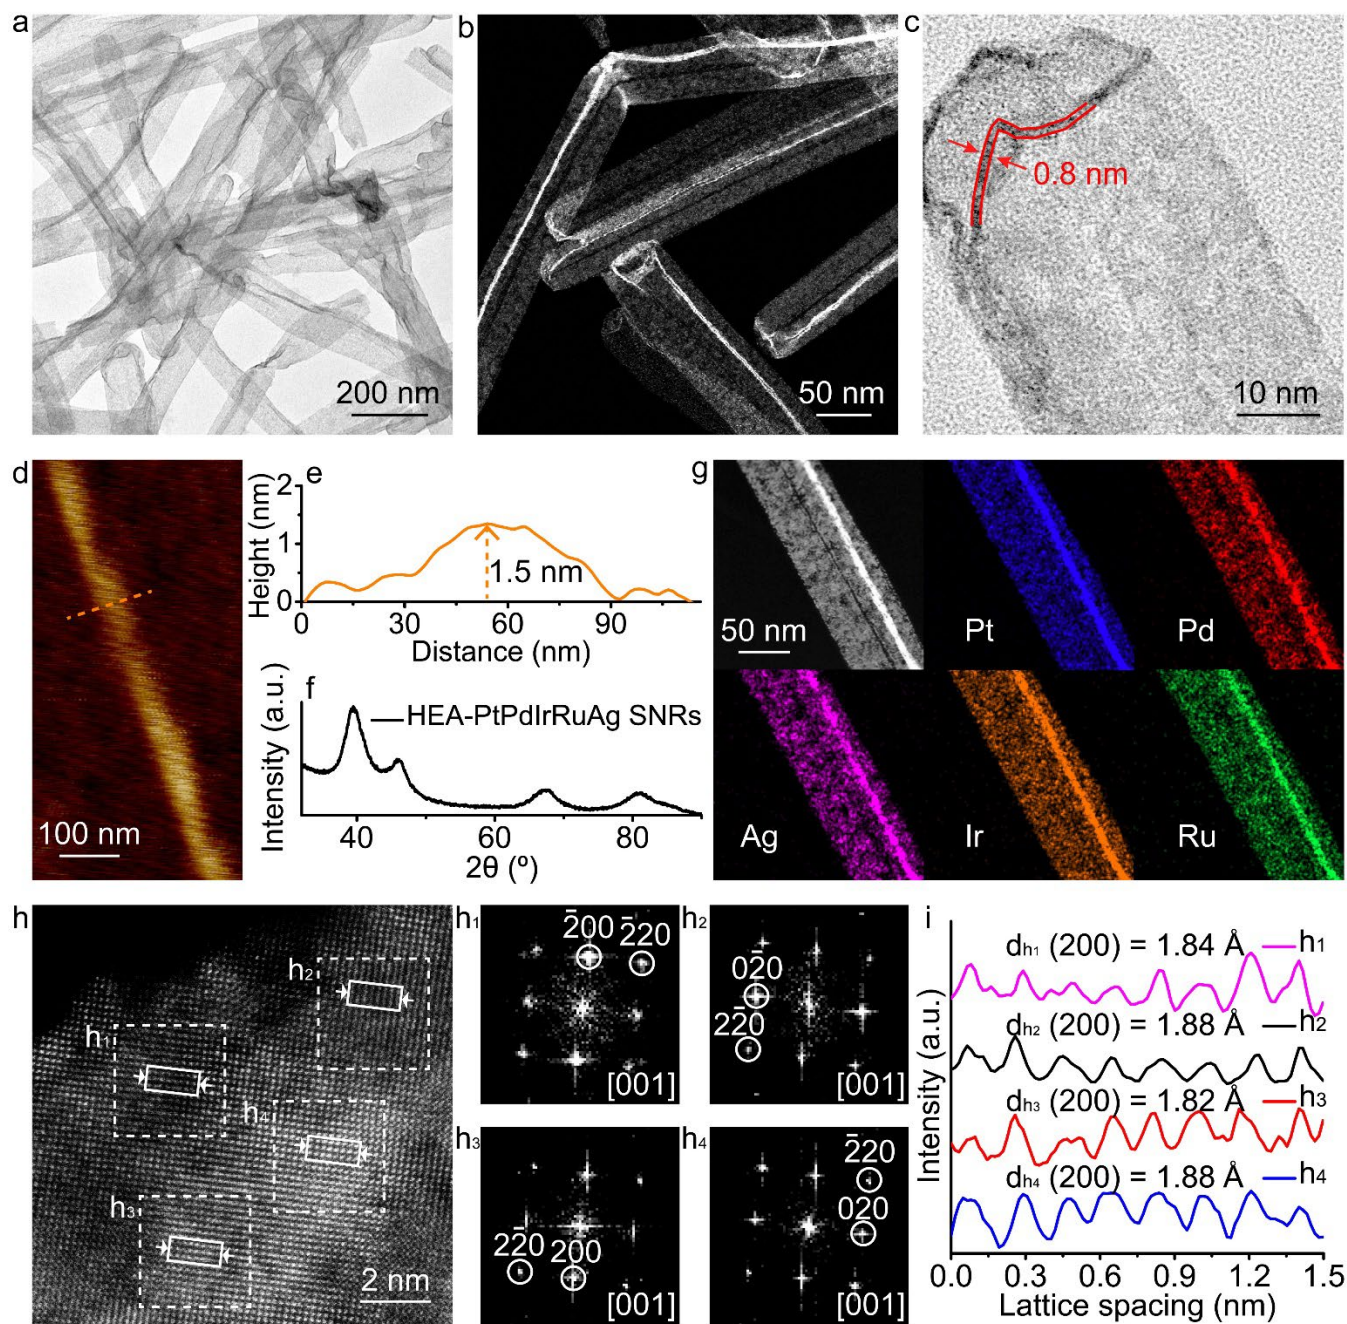 a
200 nm
b
50 nm
c
0.8 nm
10 nm
d
100 nm
e
Height (nm)
2
1
0
1.5 nm
0 30 60 90
Distance (nm)
f
HEA-PtPdIrRuAg SNRs
Intensity (a.u.)
40 60 80
2θ (º)
g
50 nm
Pt
Pd
Ag
Ir
Ru
h
h₁
h₂
h₃
h₄
2 nm
h₁
2̅00
2̅20
[001]
h₂
02̅0
22̅0
[001]
h₃
22̅0
200
[001]
h₄
2̅20
020
[001]
i
Intensity (a.u.)
dh₁ (200) = 1.84 Å h₁
dh₂ (200) = 1.88 Å h₂
dh₃ (200) = 1.82 Å h₃
dh₄ (200) = 1.88 Å h₄
0.0 0.3 0.6 0.9 1.2 1.5
Lattice spacing (nm)